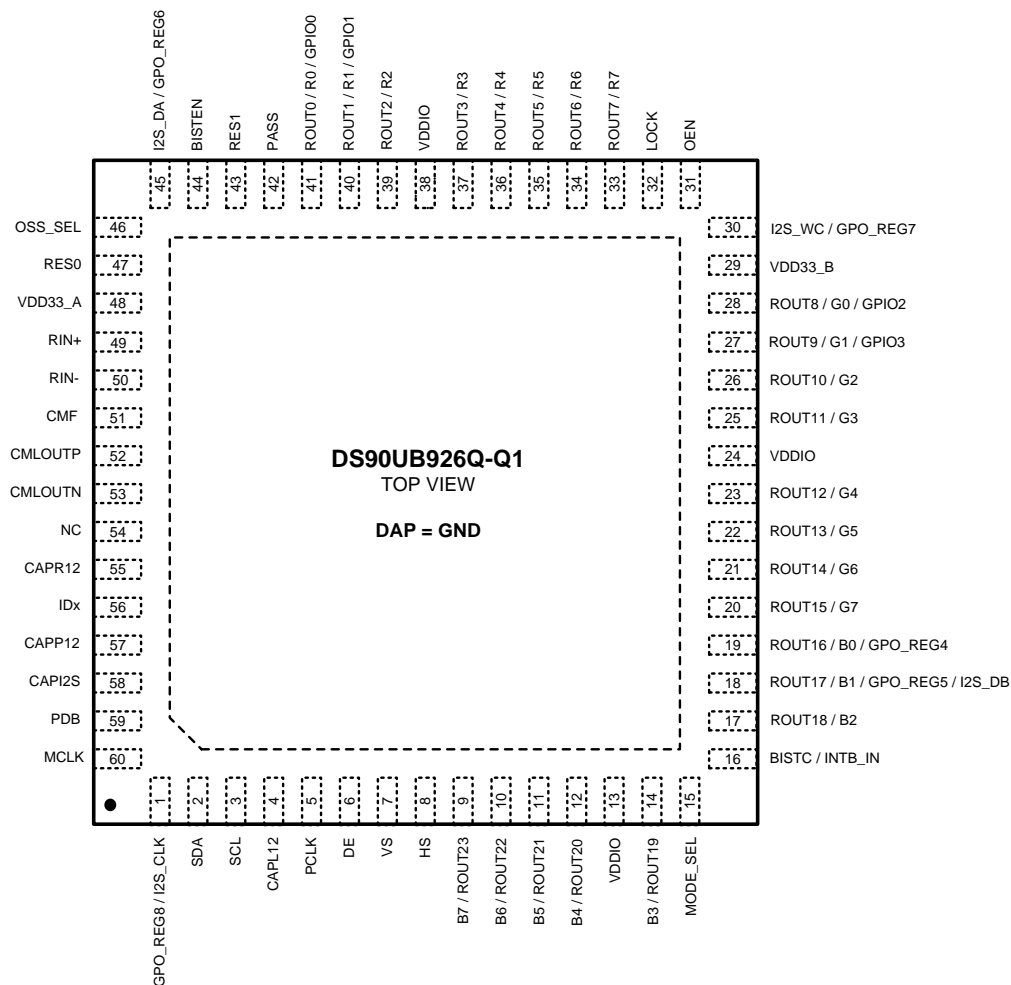 I2S_DA / GPO_REG6
BISTEN
RES1
PASS
ROUT0 / R0 / GPIO0
ROUT1 / R1 / GPIO1
ROUT2 / R2
VDDIO
ROUT3 / R3
ROUT4 / R4
ROUT5 / R5
ROUT6 / R6
ROUT7 / R7
LOCK
OEN
45 44 43 42 41 40 39 38 37 36 35 34 33 32 31
OSS_SEL 46
RES0 47
VDD33_A 48
RIN+ 49
RIN- 50
CMF 51
CMLOUTP 52
CMLOUTN 53
NC 54
CAPR12 55
IDx 56
CAPP12 57
CAPI2S 58
PDB 59
MCLK 60
DS90UB926Q-Q1
TOP VIEW
DAP = GND
30 I2S_WC / GPO_REG7
29 VDD33_B
28 ROUT8 / G0 / GPIO2
27 ROUT9 / G1 / GPIO3
26 ROUT10 / G2
25 ROUT11 / G3
24 VDDIO
23 ROUT12 / G4
22 ROUT13 / G5
21 ROUT14 / G6
20 ROUT15 / G7
19 ROUT16 / B0 / GPO_REG4
18 ROUT17 / B1 / GPO_REG5 / I2S_DB
17 ROUT18 / B2
16 BISTC / INTB_IN
1 2 3 4 5 6 7 8 9 10 11 12 13 14 15
GPO_REG8 / I2S_CLK
SDA
SCL
CAPL12
PCLK
DE
VS
HS
B7 / ROUT23
B6 / ROUT22
B5 / ROUT21
B4 / ROUT20
VDDIO
B3 / ROUT19
MODE_SEL